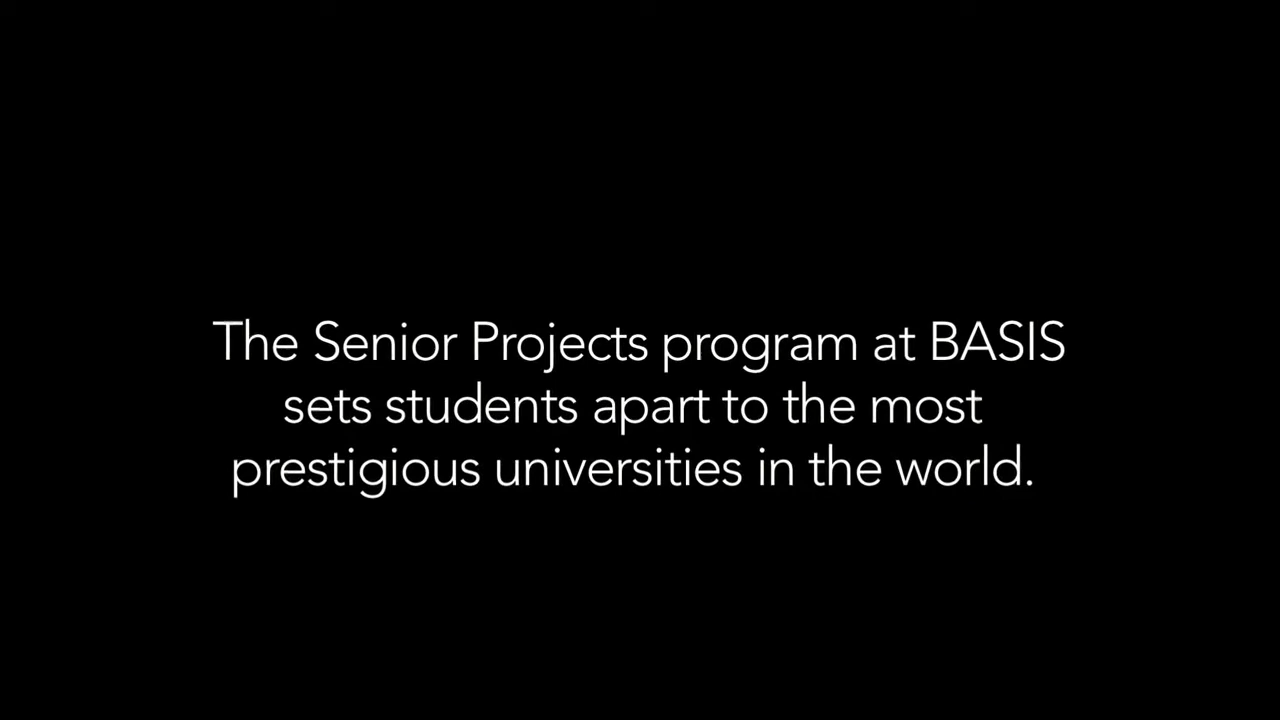 The Senior Projects program at BASIS
sets students apart to the most
prestigious universities in the world.